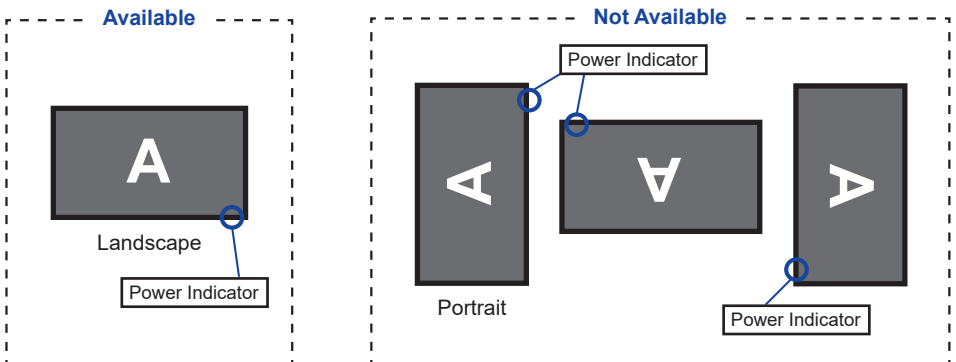 Available
A
Landscape
Power Indicator
Not Available
Power Indicator
A
A
A
Portrait
Power Indicator